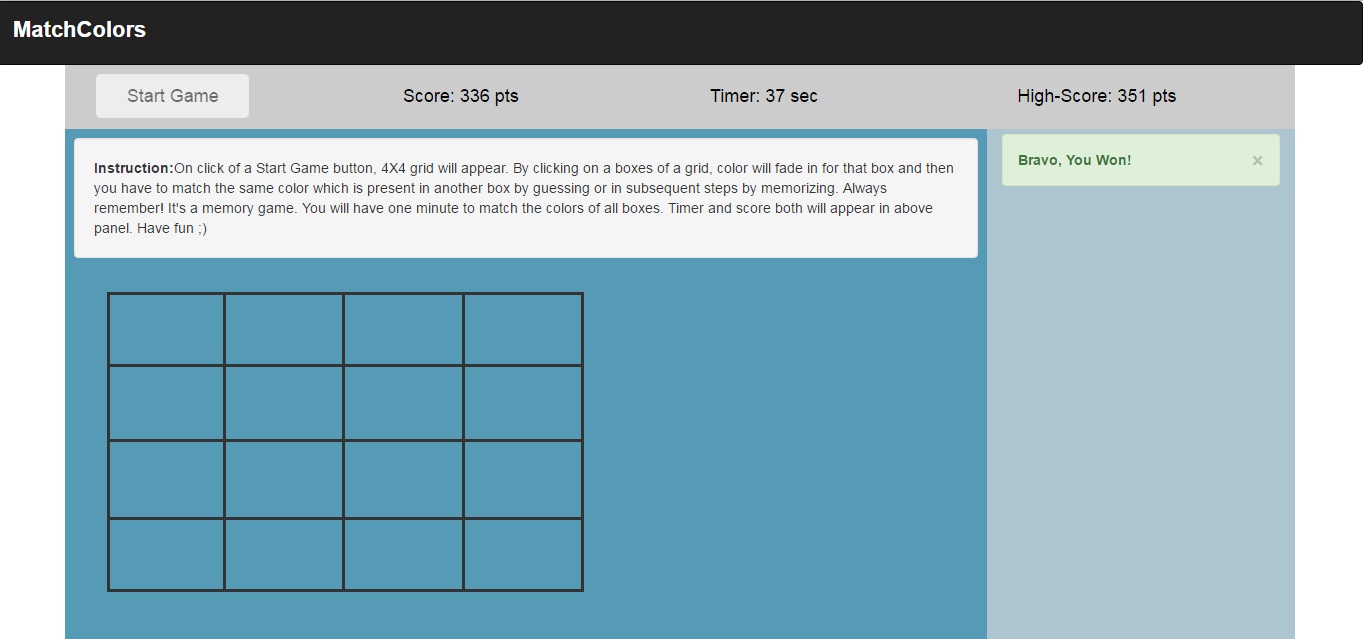 MatchColors
Start Game
Score: 336 pts
Timer: 37 sec
High-Score: 351 pts
Instruction:On click of a Start Game button, 4X4 grid will appear. By clicking on a boxes of a grid, color will fade in for that box and then
you have to match the same color which is present in another box by guessing or in subsequent steps by memorizing. Always
remember! It's a memory game. You will have one minute to match the colors of all boxes. Timer and score both will appear in above
panel. Have fun ;)
Bravo, You Won!
×